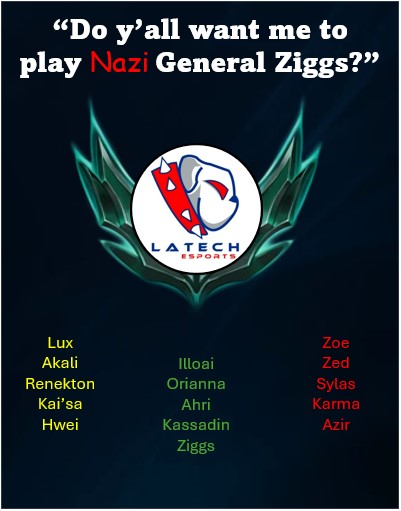 “Do y’all want me to
play Nazi General Ziggs?”
LATECH
ESPORTS
Lux
Akali
Renekton
Kai’sa
Hwei
Illoai
Orianna
Ahri
Kassadin
Ziggs
Zoe
Zed
Sylas
Karma
Azir